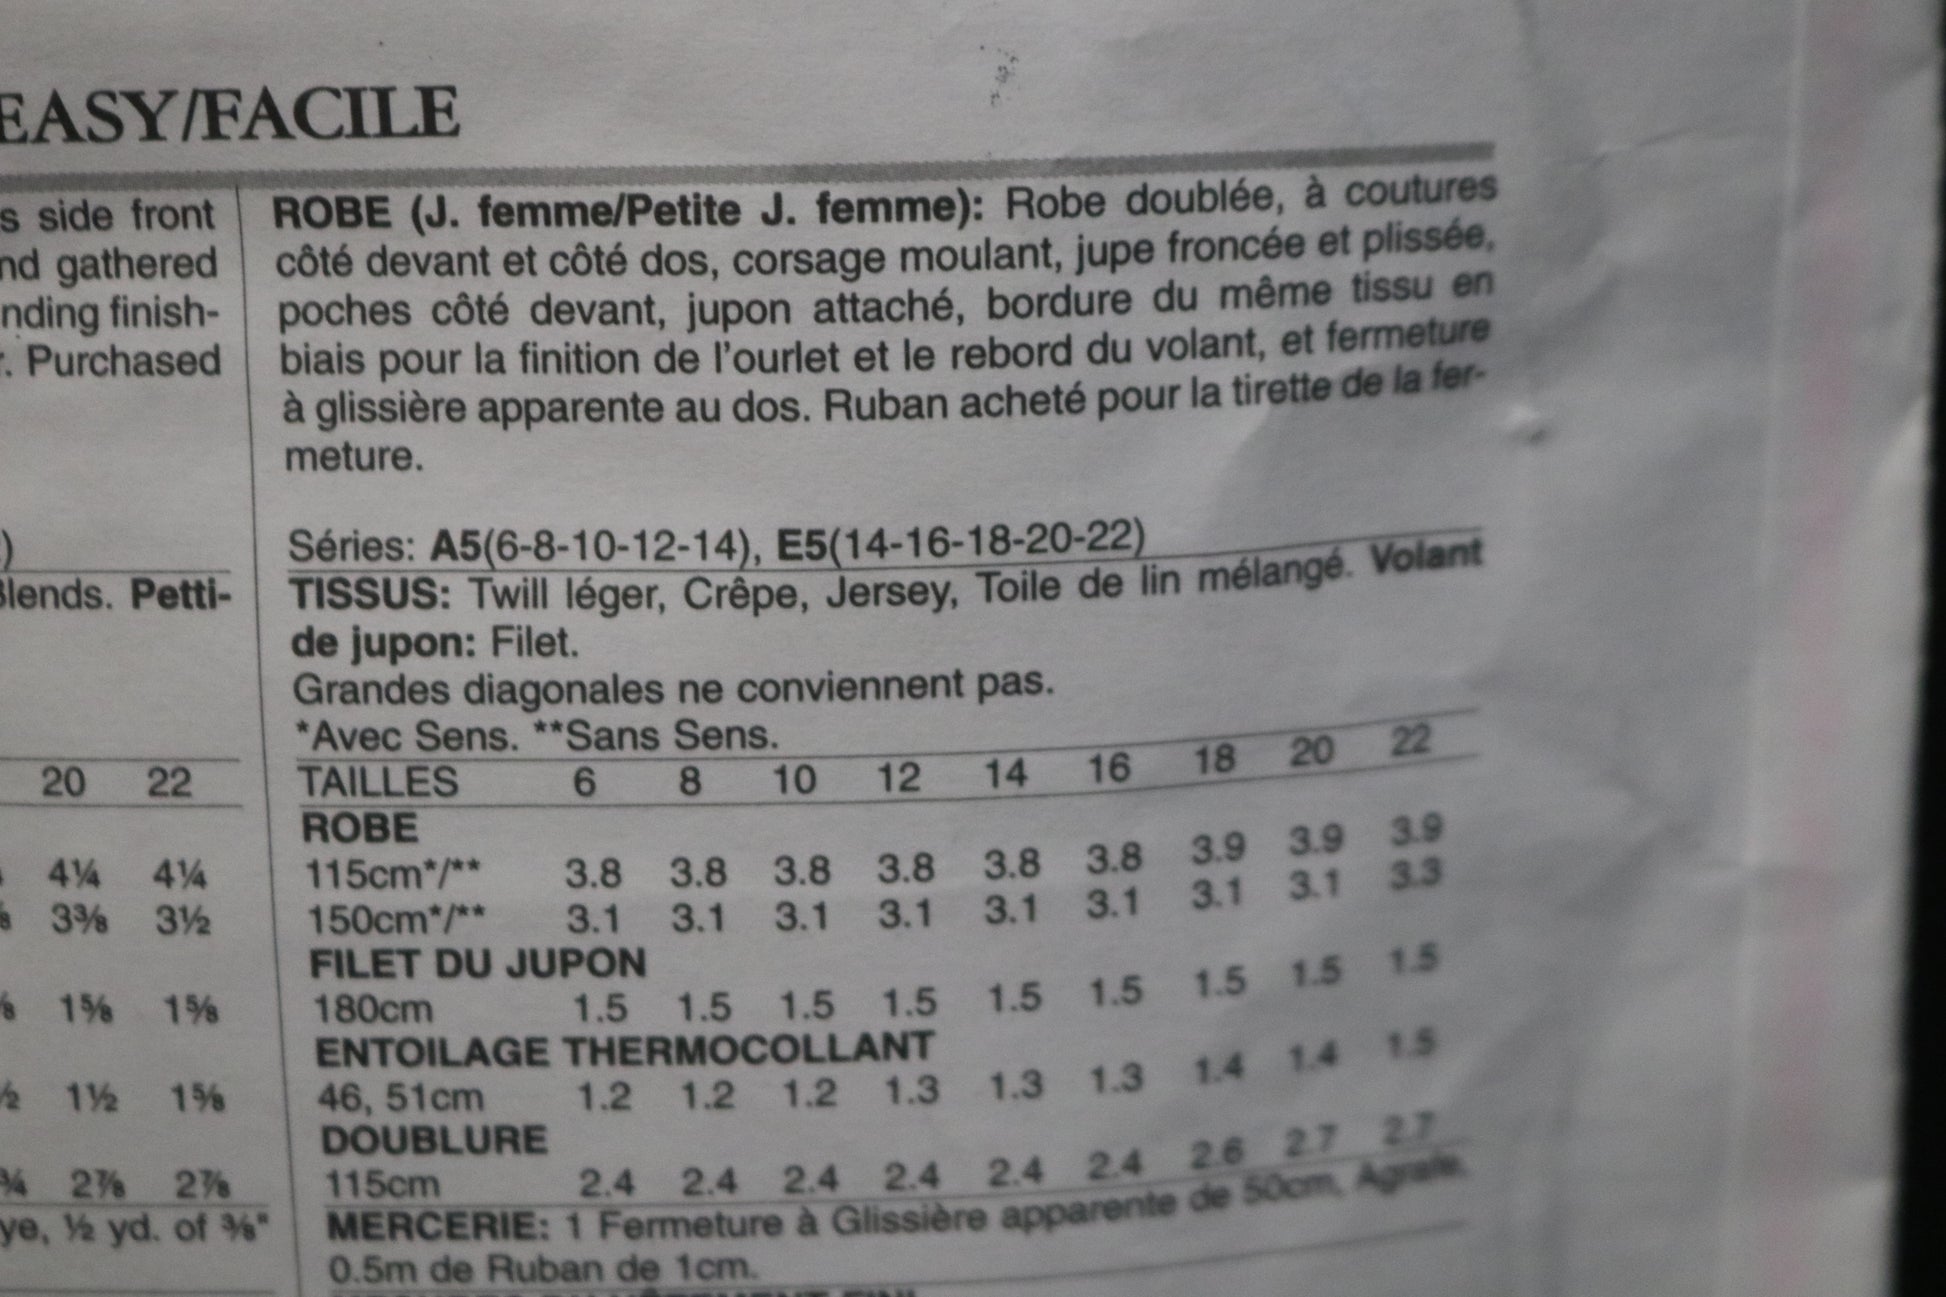 EASY/FACILE
s side front
nd gathered
nding finish-
r. Purchased
)
Blends. Petti-
20 22
4¼ 4¼
3⅜ 3½
1⅝ 1⅝
½ 1½ 1⅝
¾ 2⅞ 2⅞
ye, ½ yd. of ⅜"
ROBE (J. femme/Petite J. femme): Robe doublée, à coutures
côté devant et côté dos, corsage moulant, jupe froncée et plissée,
poches côté devant, jupon attaché, bordure du même tissu en
biais pour la finition de l'ourlet et le rebord du volant, et fermeture
à glissière apparente au dos. Ruban acheté pour la tirette de la fer-
meture.
Séries: A5(6-8-10-12-14), E5(14-16-18-20-22)
TISSUS: Twill léger, Crêpe, Jersey, Toile de lin mélangé. Volant
de jupon: Filet.
Grandes diagonales ne conviennent pas.
*Avec Sens. **Sans Sens.
TAILLES 6 8 10 12 14 16 18 20 22
ROBE
115cm*/** 3.8 3.8 3.8 3.8 3.8 3.8 3.9 3.9 3.9
150cm*/** 3.1 3.1 3.1 3.1 3.1 3.1 3.1 3.1 3.3
FILET DU JUPON
180cm 1.5 1.5 1.5 1.5 1.5 1.5 1.5 1.5 1.5
ENTOILAGE THERMOCOLLANT
46, 51cm 1.2 1.2 1.2 1.3 1.3 1.3 1.4 1.4 1.5
DOUBLURE
115cm 2.4 2.4 2.4 2.4 2.4 2.4 2.6 2.7 2.7
MERCERIE: 1 Fermeture à Glissière apparente de 50cm, Agrafe,
0.5m de Ruban de 1cm.